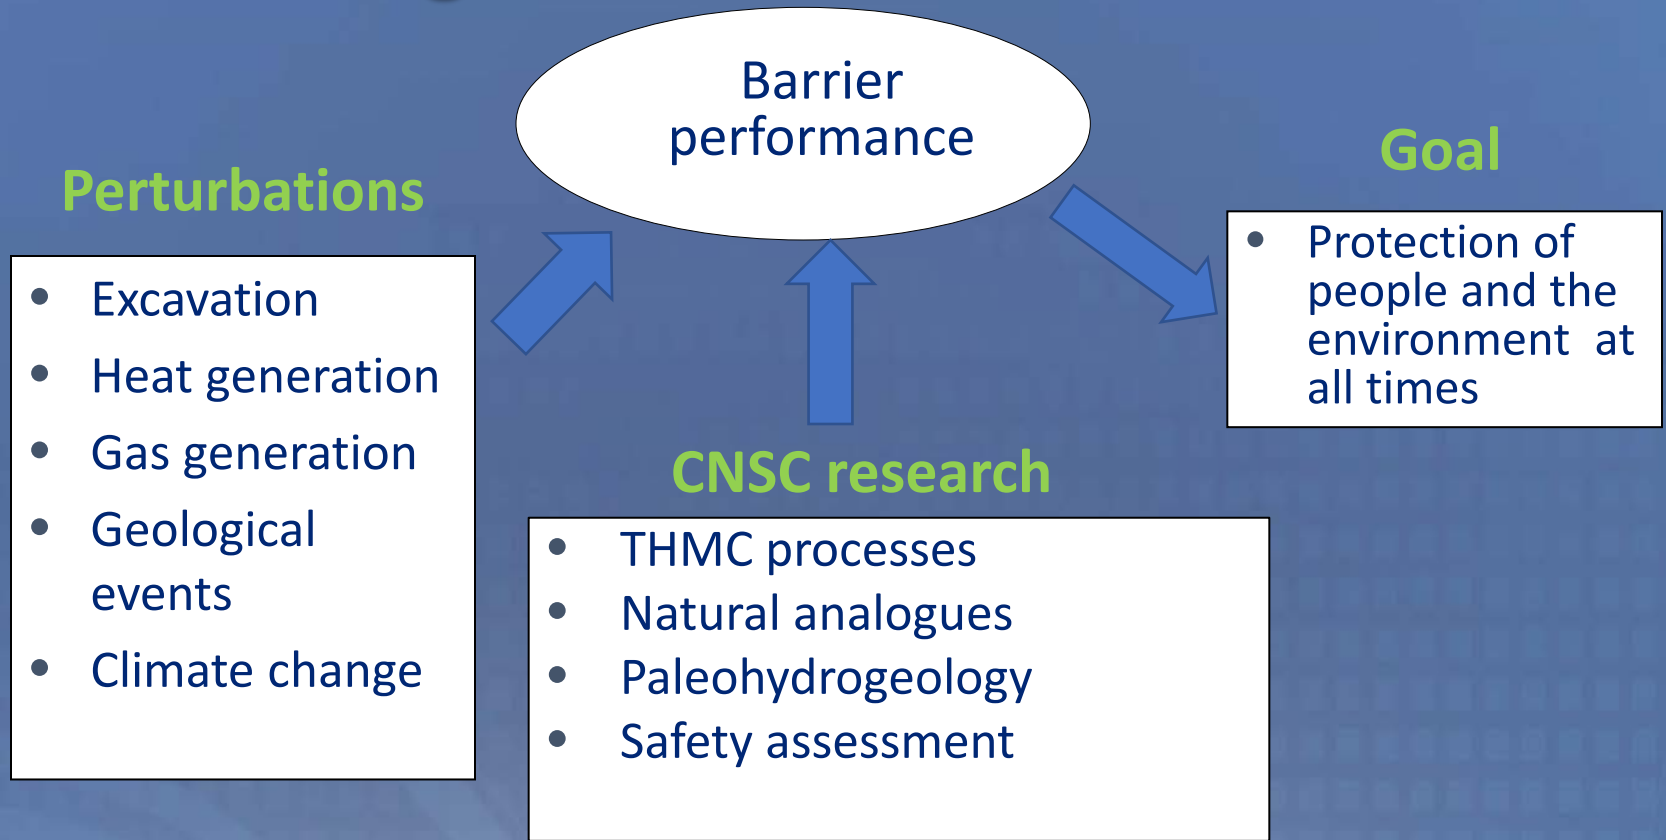 Barrier
performance
Perturbations
• Excavation
• Heat generation
• Gas generation
• Geological
events
• Climate change
CNSC research
• THMC processes
• Natural analogues
• Paleohydrogeology
• Safety assessment
Goal
• Protection of
people and the
environment at
all times